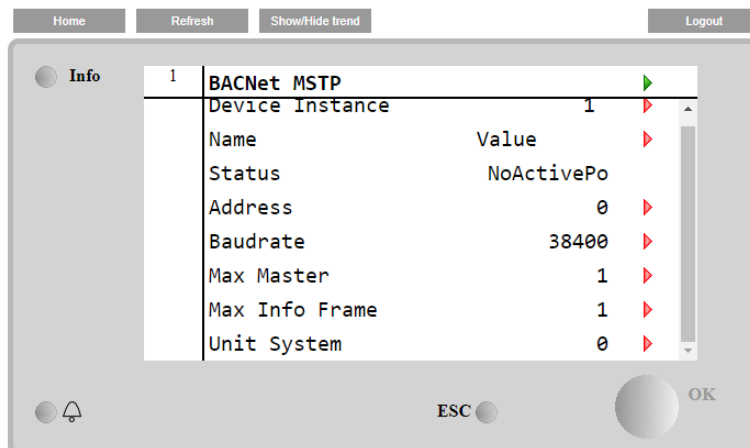 Home Refresh Show/Hide trend Logout
Info
1 BACNet MSTP
Device Instance 1
Name Value
Status NoActivePo
Address 0
Baudrate 38400
Max Master 1
Max Info Frame 1
Unit System 0
ESC OK